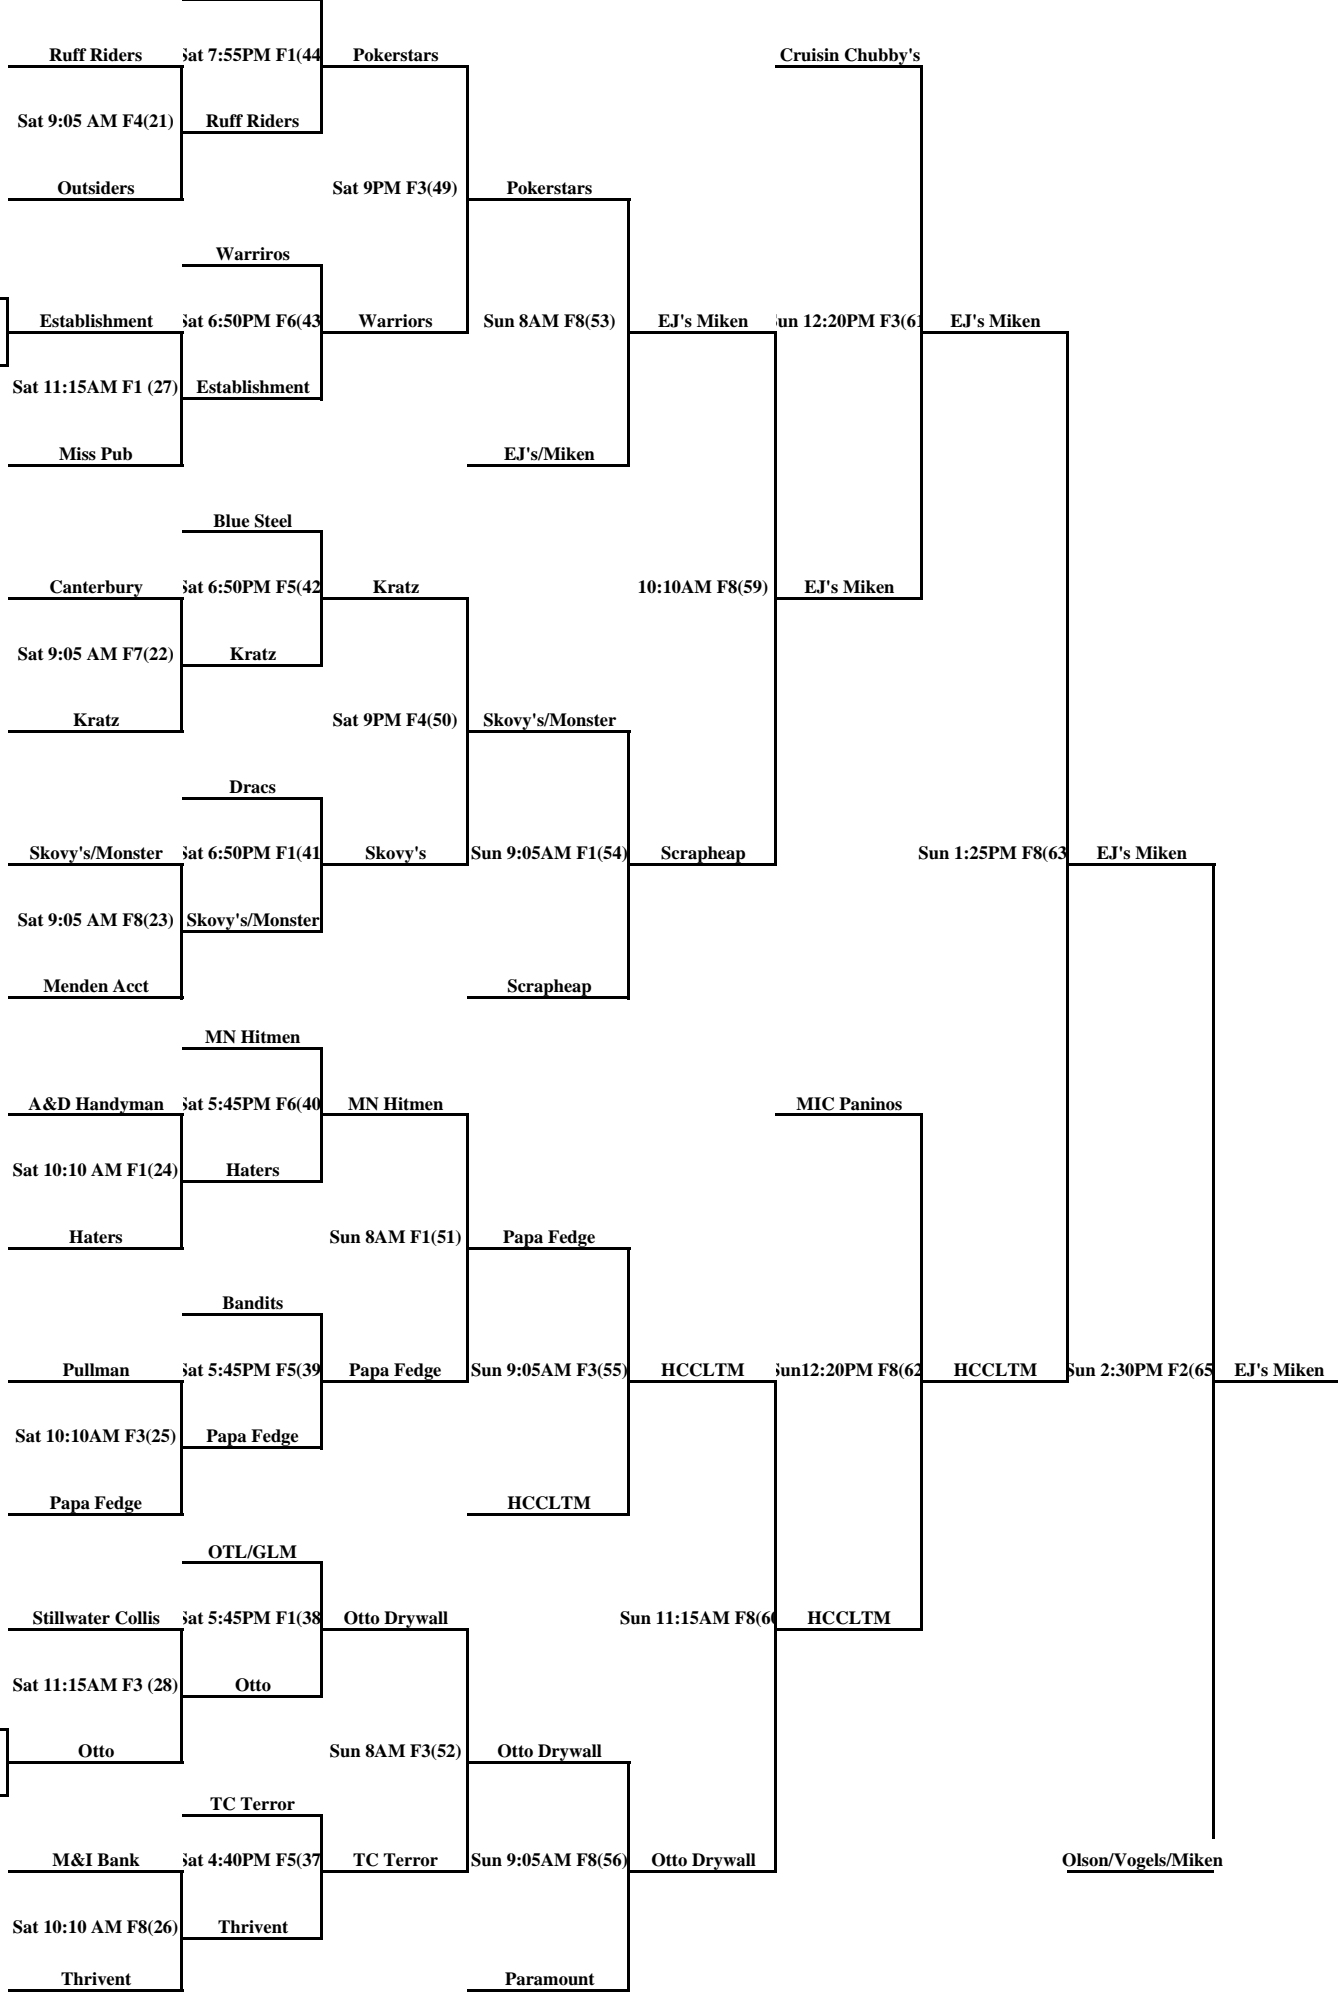 Ruff Riders Sat 7:55PM F1(44 Pokerstars Cruisin Chubby's
Sat 9:05 AM F4(21) Ruff Riders
Outsiders Sat 9PM F3(49) Pokerstars
Warriros
Establishment Sat 6:50PM F6(43 Warriors Sun 8AM F8(53) EJ's Miken Sun 12:20PM F3(61 EJ's Miken
Sat 11:15AM F1 (27) Establishment
Miss Pub EJ's/Miken
Blue Steel
Canterbury Sat 6:50PM F5(42 Kratz 10:10AM F8(59) EJ's Miken
Sat 9:05 AM F7(22) Kratz
Kratz Sat 9PM F4(50) Skovy's/Monster
Dracs
Skovy's/Monster Sat 6:50PM F1(41 Skovy's Sun 9:05AM F1(54) Scrapheap Sun 1:25PM F8(63 EJ's Miken
Sat 9:05 AM F8(23) Skovy's/Monster
Menden Acct Scrapheap
MN Hitmen
A&D Handyman Sat 5:45PM F6(40 MN Hitmen MIC Paninos
Sat 10:10 AM F1(24) Haters
Haters Sun 8AM F1(51) Papa Fedge
Bandits
Pullman Sat 5:45PM F5(39 Papa Fedge Sun 9:05AM F3(55) HCCLTM Sun12:20PM F8(62 HCCLTM Sun 2:30PM F2(65 EJ's Miken
Sat 10:10AM F3(25) Papa Fedge
Papa Fedge HCCLTM
OTL/GLM
Stillwater Collis Sat 5:45PM F1(38 Otto Drywall Sun 11:15AM F8(60 HCCLTM
Sat 11:15AM F3 (28) Otto
Otto Sun 8AM F3(52) Otto Drywall
TC Terror
M&I Bank Sat 4:40PM F5(37 TC Terror Sun 9:05AM F8(56) Otto Drywall Olson/Vogels/Miken
Sat 10:10 AM F8(26) Thrivent
Thrivent Paramount